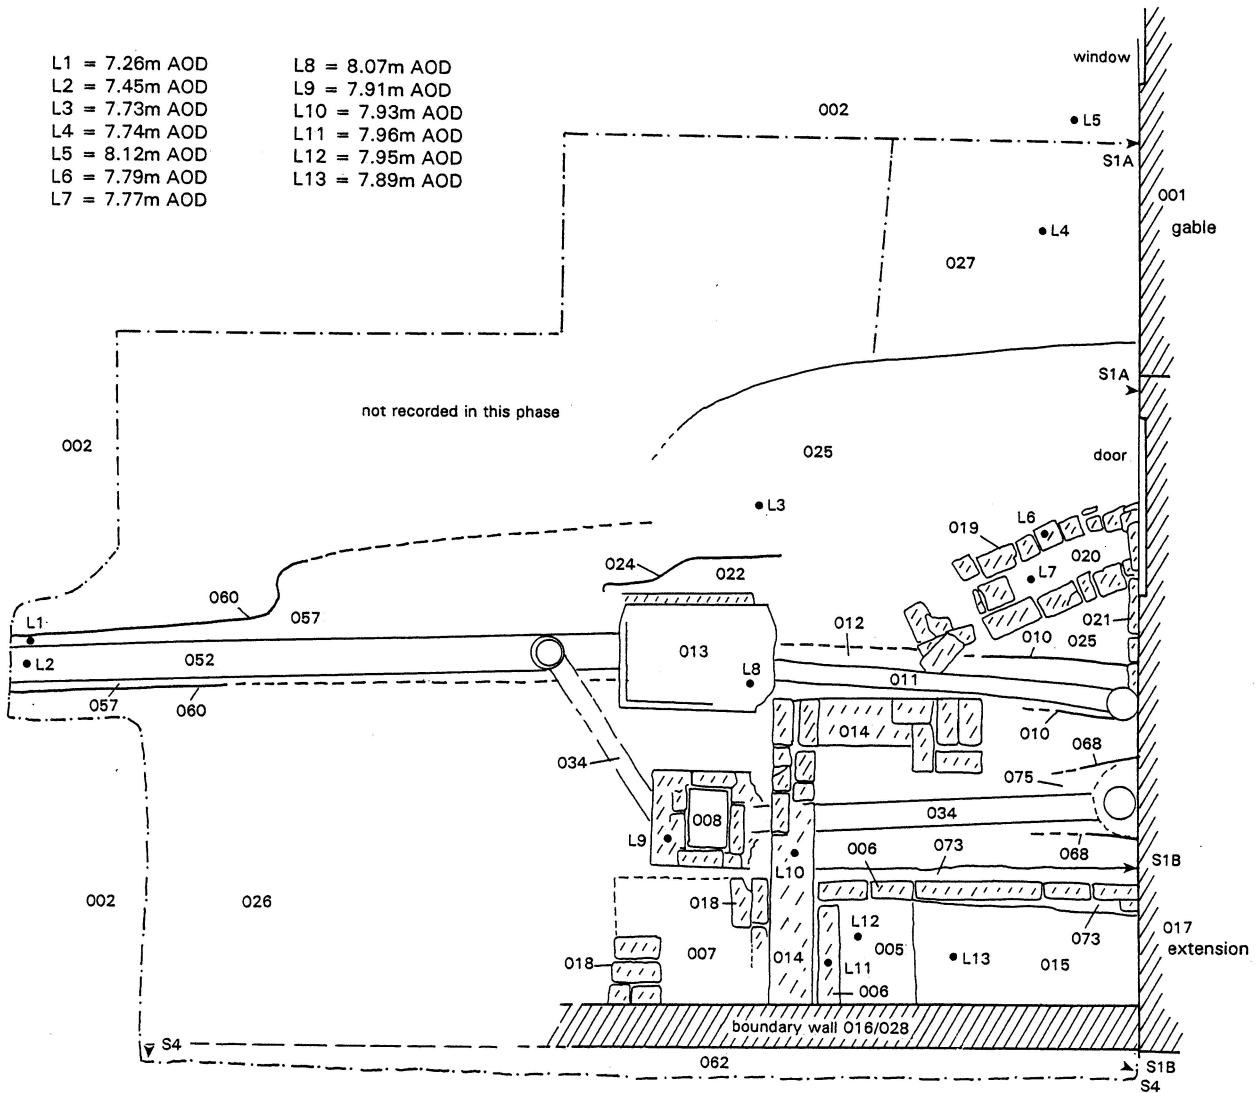 L1 = 7.26m AOD
L2 = 7.45m AOD
L3 = 7.73m AOD
L4 = 7.74m AOD
L5 = 8.12m AOD
L6 = 7.79m AOD
L7 = 7.77m AOD
L8 = 8.07m AOD
L9 = 7.91m AOD
L10 = 7.93m AOD
L11 = 7.96m AOD
L12 = 7.95m AOD
L13 = 7.89m AOD
window
002
L5
S1A
001
gable
L4
027
S1A
not recorded in this phase
002
025
door
L3
L6
019
020
024
022
L7
060
057
021
L1
012
010
025
052
013
L2
L8
011
057
060
014
010
068
034
075
008
034
L9
006
073
068
S1B
L10
002
026
018
017
extension
L12
073
018
007
014
005
L13
015
L11
006
boundary wall 016/028
S4
062
S1B
S4